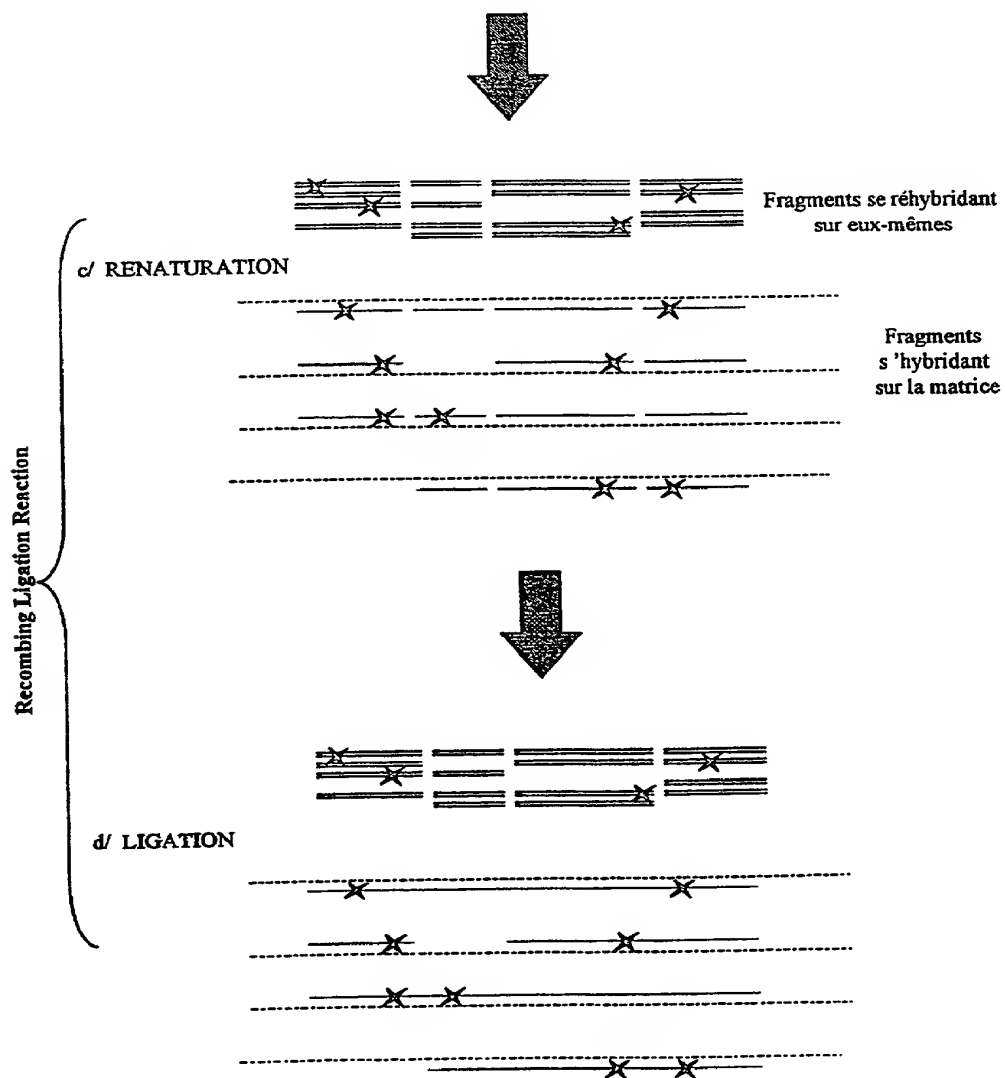 Fragments se réhybridant
sur eux-mêmes
c/ RENATURATION
Fragments
s 'hybridant
sur la matrice
Recombing Ligation Reaction
d/ LIGATION